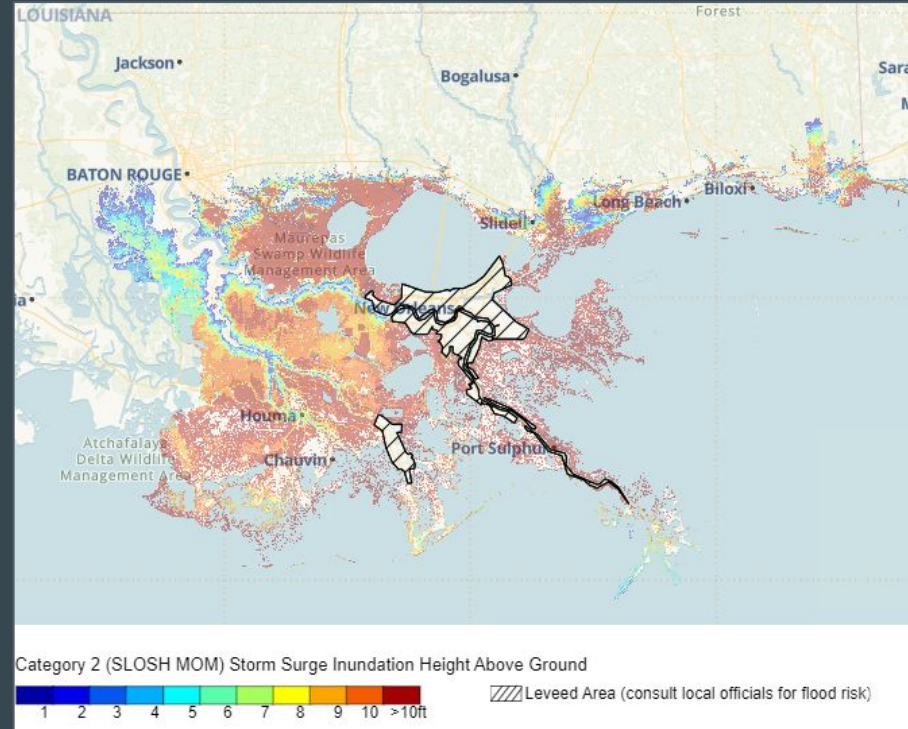 LOUISIANA
Forest
Jackson
Bogalusa
Sara
BATON ROUGE
Biloxi
Long Beach
Slidell
Maurepas
Swamp Wildlife
Management Area
ia
New Orleans
Houma
Atchafalaya
Delta Wildlife
Management Area
Chauvin
Port Sulphur
Category 2 (SLOSH MOM) Storm Surge Inundation Height Above Ground
1 2 3 4 5 6 7 8 9 10 >10ft
Leveed Area (consult local officials for flood risk)